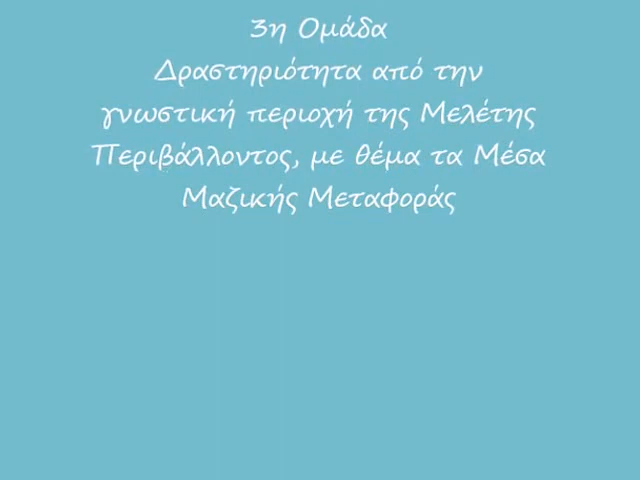 3η Ομάδα
Δραστηριότητα από την
γνωστική περιοχή της Μελέτης
Περιβάλλοντος, με θέμα τα Μέσα
Μαζικής Μεταφοράς